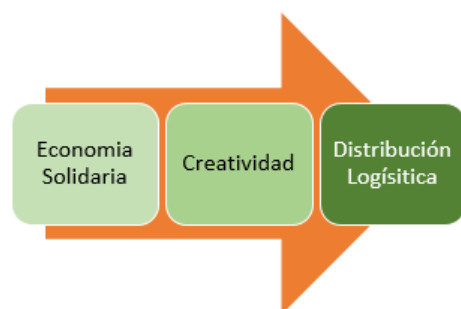 Economia
Solidaria
Creatividad
Distribución
Logísitica